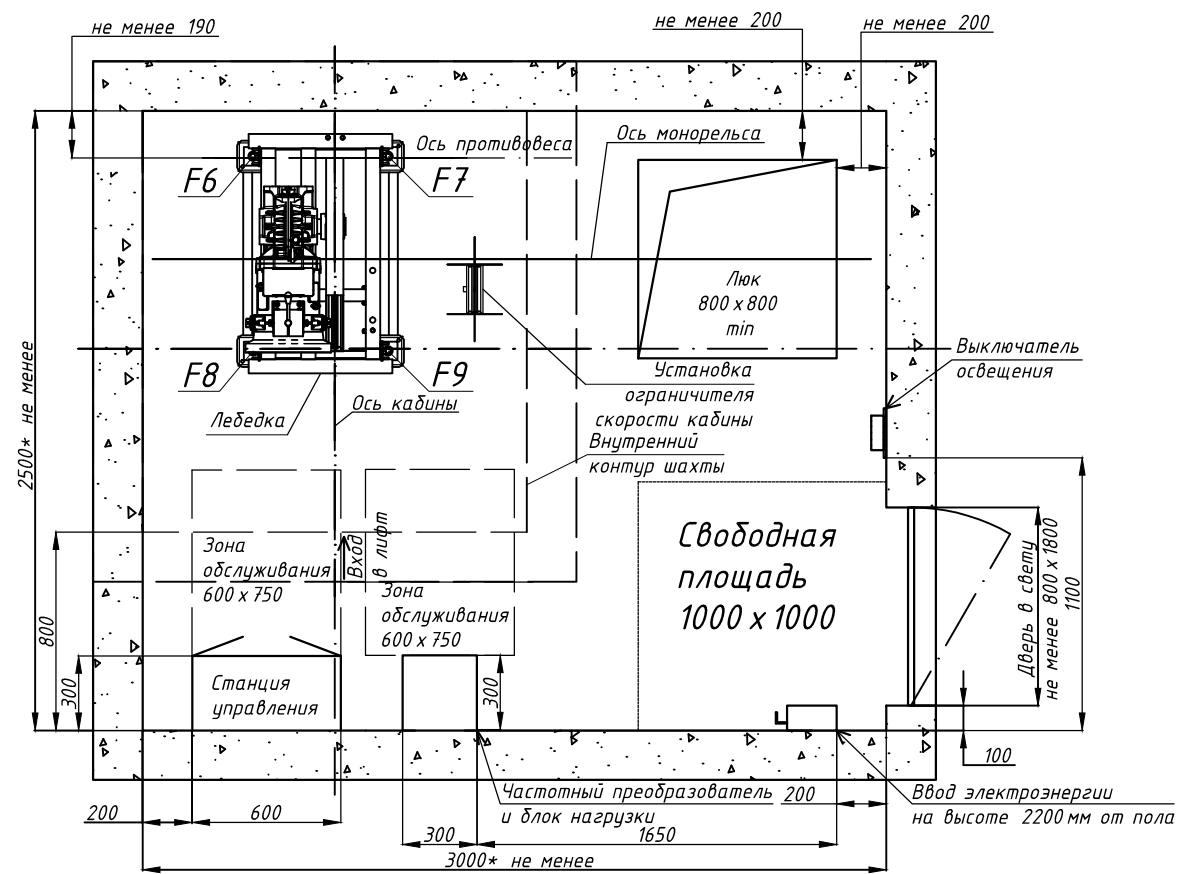 не менее 190
не менее 200
не менее 200
Ось противовеса
Ось монорельса
F6
F7
Люк
800 х 800
min
F8
F9
Ось кабины
Лебедка
Установка
ограничителя
скорости кабины
Внутренний
контур шахты
Выключатель
освещения
2500* не менее
Зона
обслуживания
600 х 750
Вход
в лифт
Зона
обслуживания
600 х 750
Свободная
площадь
1000 х 1000
Дверь в свету
не менее 800 х 1800
1100
800
300
Станция
управления
300
100
Частотный преобразователь
и блок нагрузки
Ввод электроэнергии
на высоте 2200 мм от пола
200
600
300
1650
200
3000* не менее